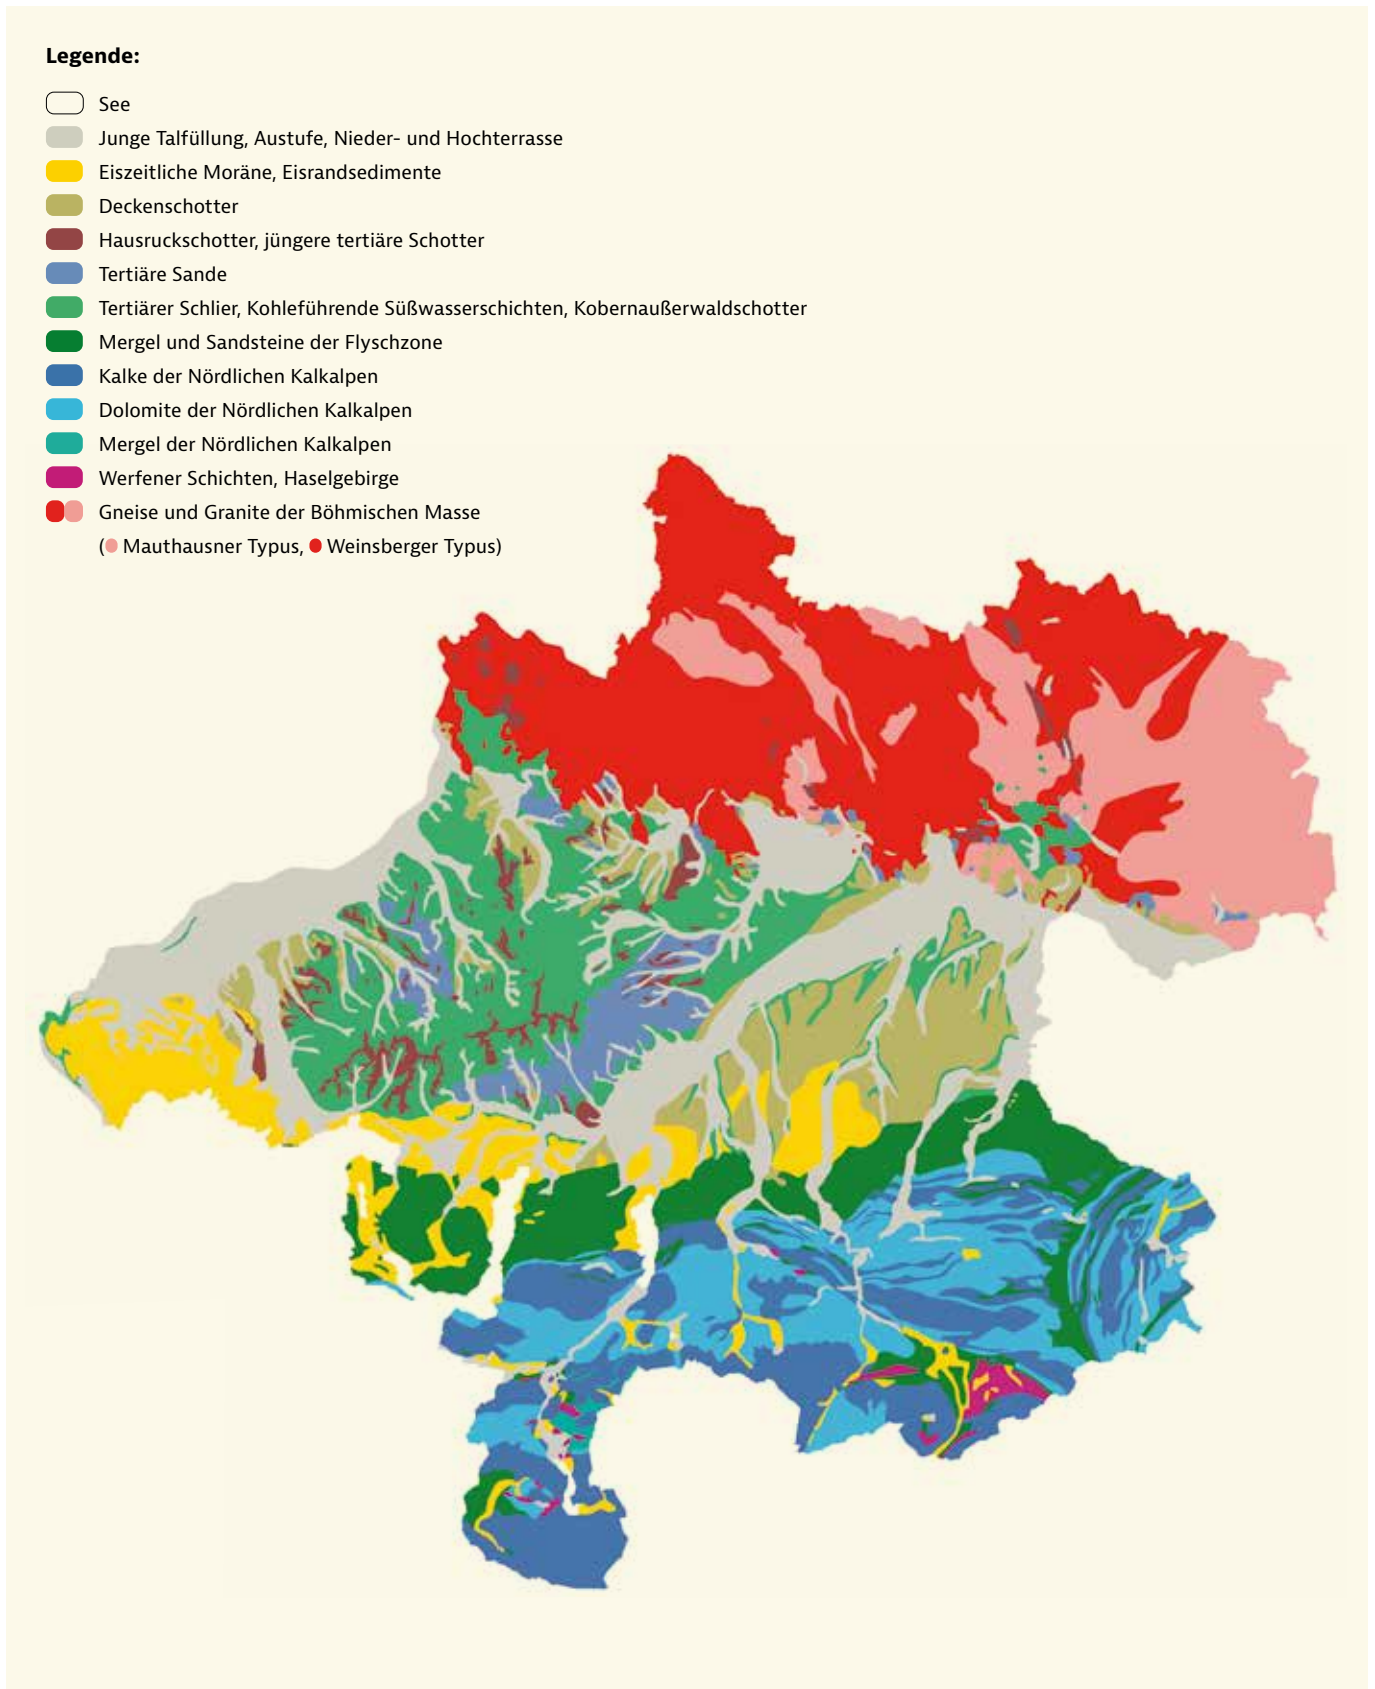 Legende:
See
Junge Talfüllung, Austufe, Nieder- und Hochterrasse
Eiszeitliche Moräne, Eisrandsedimente
Deckenschotter
Hausruckschotter, jüngere tertiäre Schotter
Tertiäre Sande
Tertiärer Schlier, Kohleführende Süßwasserschichten, Kobernaußerwaldschotter
Mergel und Sandsteine der Flyschzone
Kalke der Nördlichen Kalkalpen
Dolomite der Nördlichen Kalkalpen
Mergel der Nördlichen Kalkalpen
Werfener Schichten, Haselgebirge
Gneise und Granite der Böhmischen Masse
( Mauthausner Typus, Weinsberger Typus)